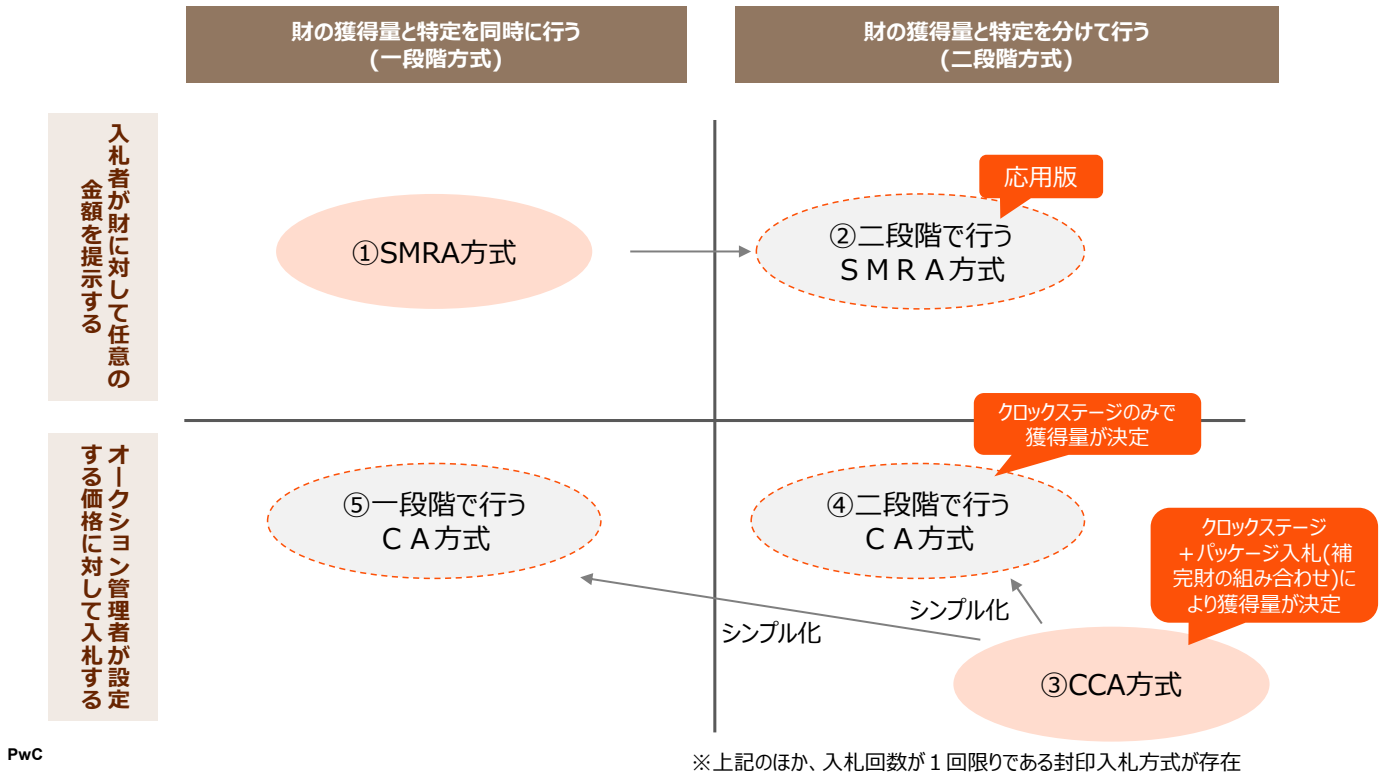 財の獲得量と特定を同時に行う
(一段階方式)
財の獲得量と特定を分けて行う
(二段階方式)
入札者が財に対して任意の
金額を提示する
①SMRA方式
応用版
②二段階で行う
ＳＭＲＡ方式
オークション管理者が設定
する価格に対して入札する
クロックステージのみで
獲得量が決定
⑤一段階で行う
ＣＡ方式
④二段階で行う
ＣＡ方式
クロックステージ
＋パッケージ入札(補
完財の組み合わせ)に
より獲得量が決定
シンプル化
シンプル化
③CCA方式
PwC
※上記のほか、入札回数が１回限りである封印入札方式が存在